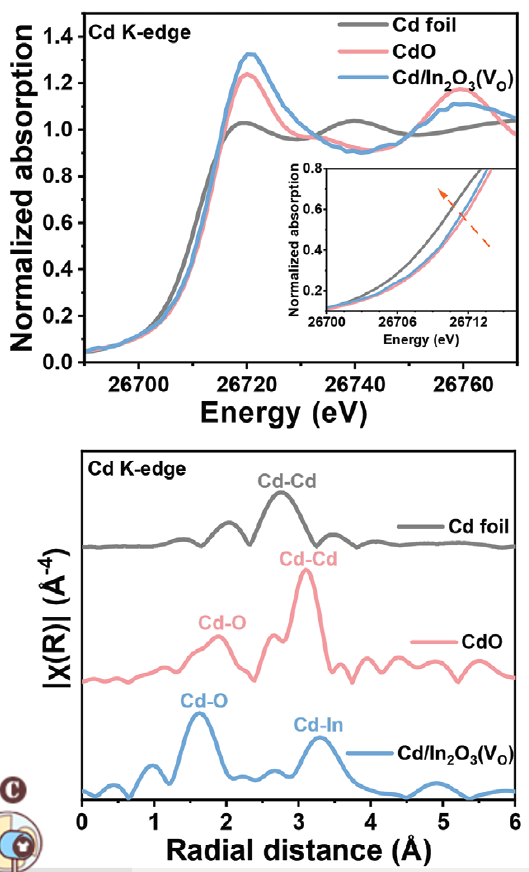 Cd K-edge
Cd foil
CdO
Cd/In₂O₃(V_O)
Normalized absorption
1.4
1.2
1.0
0.8
0.6
0.4
0.2
0.0
Normalized absorption
0.8
0.6
0.4
0.2
26700 26706 26712
Energy (eV)
26700 26720 26740 26760
Energy (eV)
Cd K-edge
Cd-Cd
Cd foil
Cd-Cd
Cd-O
CdO
Cd-O
Cd-In
Cd/In₂O₃(V_O)
|χ(R)| (Å⁻⁴)
0 1 2 3 4 5 6
Radial distance (Å)
C